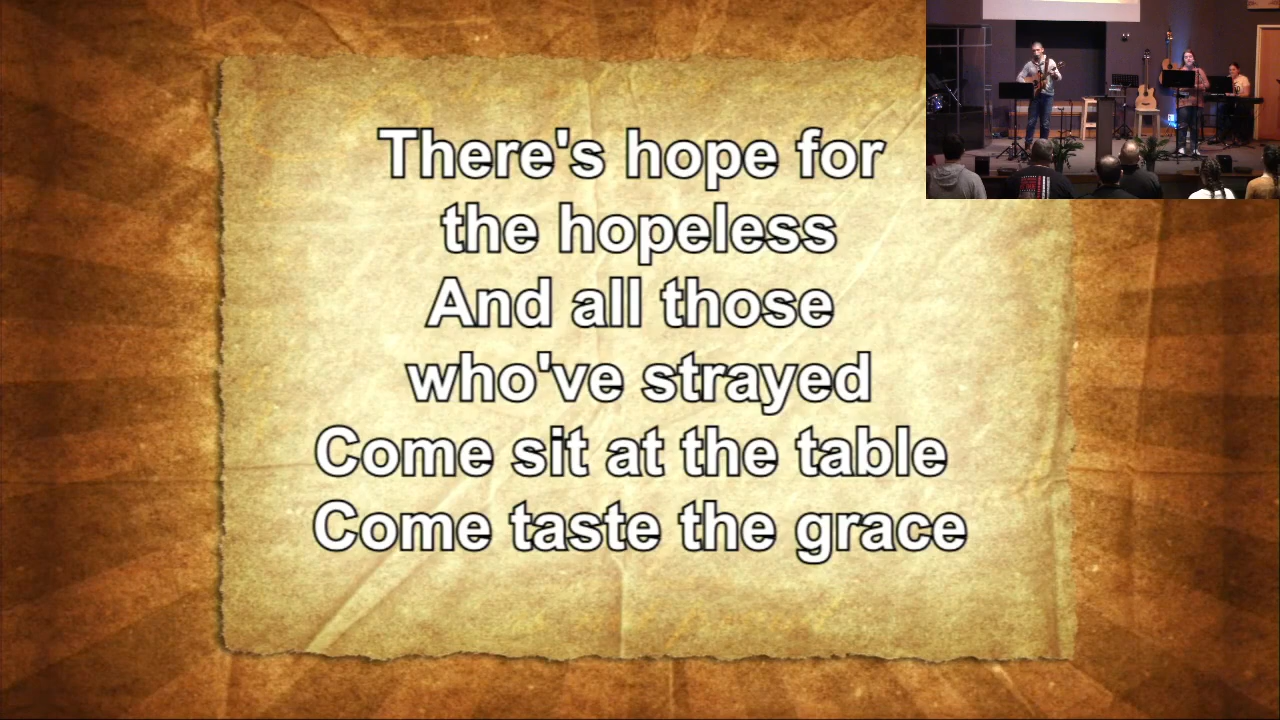 There's hope for
the hopeless
And all those
who've strayed
Come sit at the table
Come taste the grace